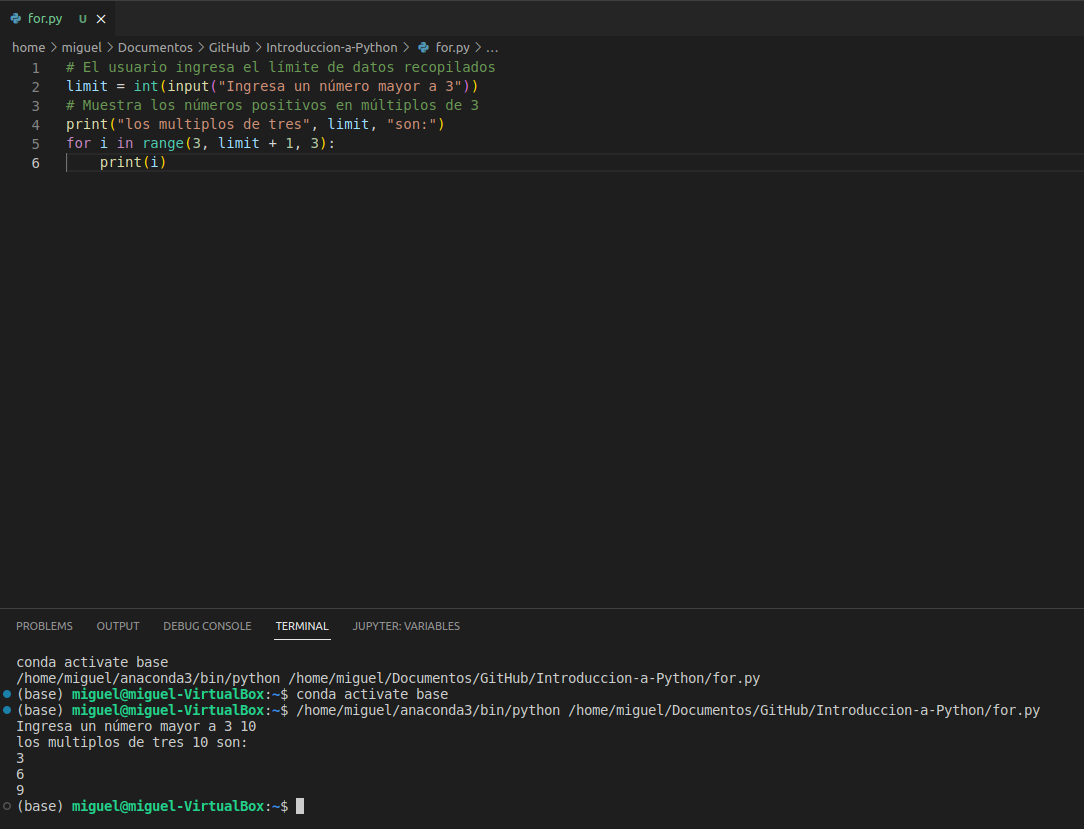 for.py U ×
home > miguel > Documentos > GitHub > Introduccion-a-Python > for.py > ...
1 # El usuario ingresa el límite de datos recopilados
2 limit = int(input("Ingresa un número mayor a 3"))
3 # Muestra los números positivos en múltiplos de 3
4 print("los multiplos de tres", limit, "son:")
5 for i in range(3, limit + 1, 3):
6     print(i)
PROBLEMS OUTPUT DEBUG CONSOLE TERMINAL JUPYTER: VARIABLES
conda activate base
/home/miguel/anaconda3/bin/python /home/miguel/Documentos/GitHub/Introduccion-a-Python/for.py
(base) miguel@miguel-VirtualBox:~$ conda activate base
(base) miguel@miguel-VirtualBox:~$ /home/miguel/anaconda3/bin/python /home/miguel/Documentos/GitHub/Introduccion-a-Python/for.py
Ingresa un número mayor a 3 10
los multiplos de tres 10 son:
3
6
9
(base) miguel@miguel-VirtualBox:~$